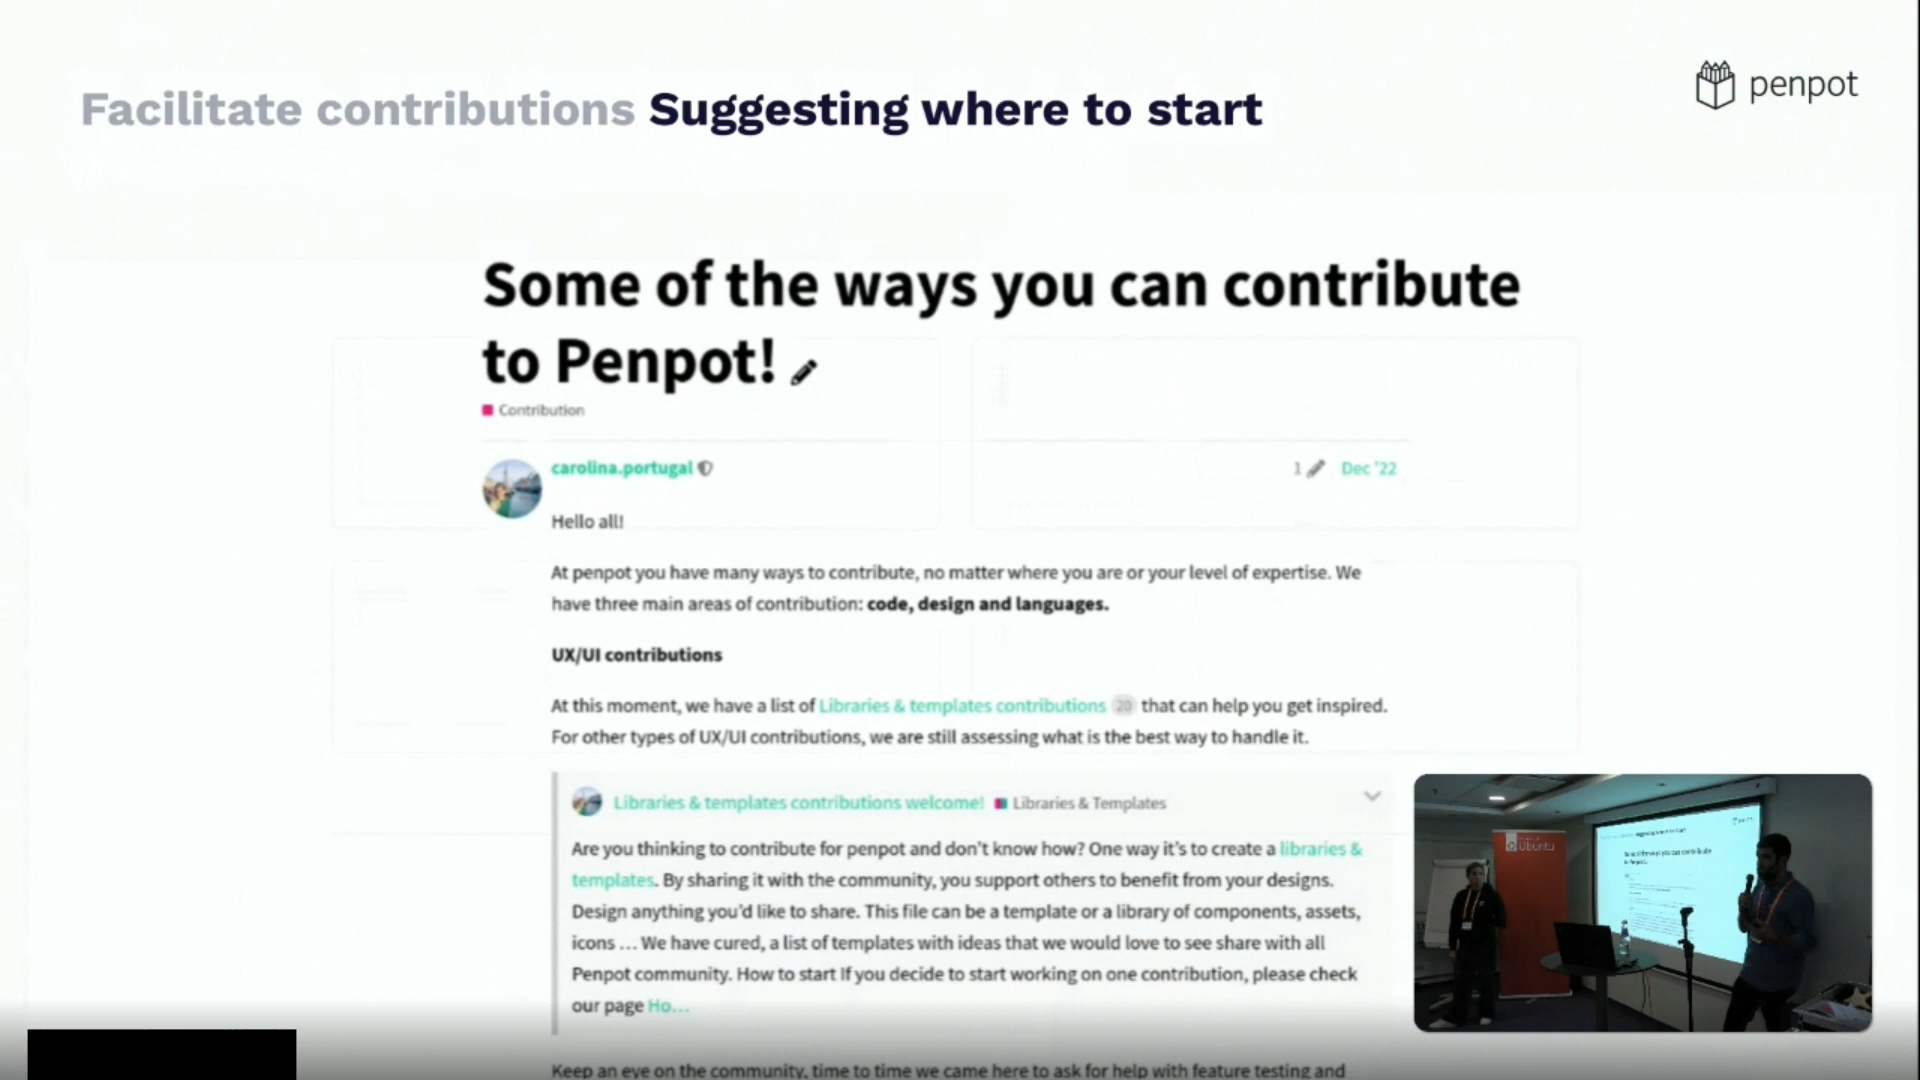 Facilitate contributions Suggesting where to start
penpot
Some of the ways you can contribute
to Penpot!
Contribution
carolina.portugal
1
Dec '22
Hello all!
At penpot you have many ways to contribute, no matter where you are or your level of expertise. We
have three main areas of contribution: code, design and languages.
UX/UI contributions
At this moment, we have a list of Libraries & templates contributions 20 that can help you get inspired.
For other types of UX/UI contributions, we are still assessing what is the best way to handle it.
Libraries & templates contributions welcome! Libraries & Templates
Are you thinking to contribute for penpot and don't know how? One way it's to create a libraries &
templates. By sharing it with the community, you support others to benefit from your designs.
Design anything you'd like to share. This file can be a template or a library of components, assets,
icons … We have cured, a list of templates with ideas that we would love to see share with all
Penpot community. How to start If you decide to start working on one contribution, please check
our page Ho…
Keep an eye on the community, time to time we came here to ask for help with feature testing and
Ubuntu